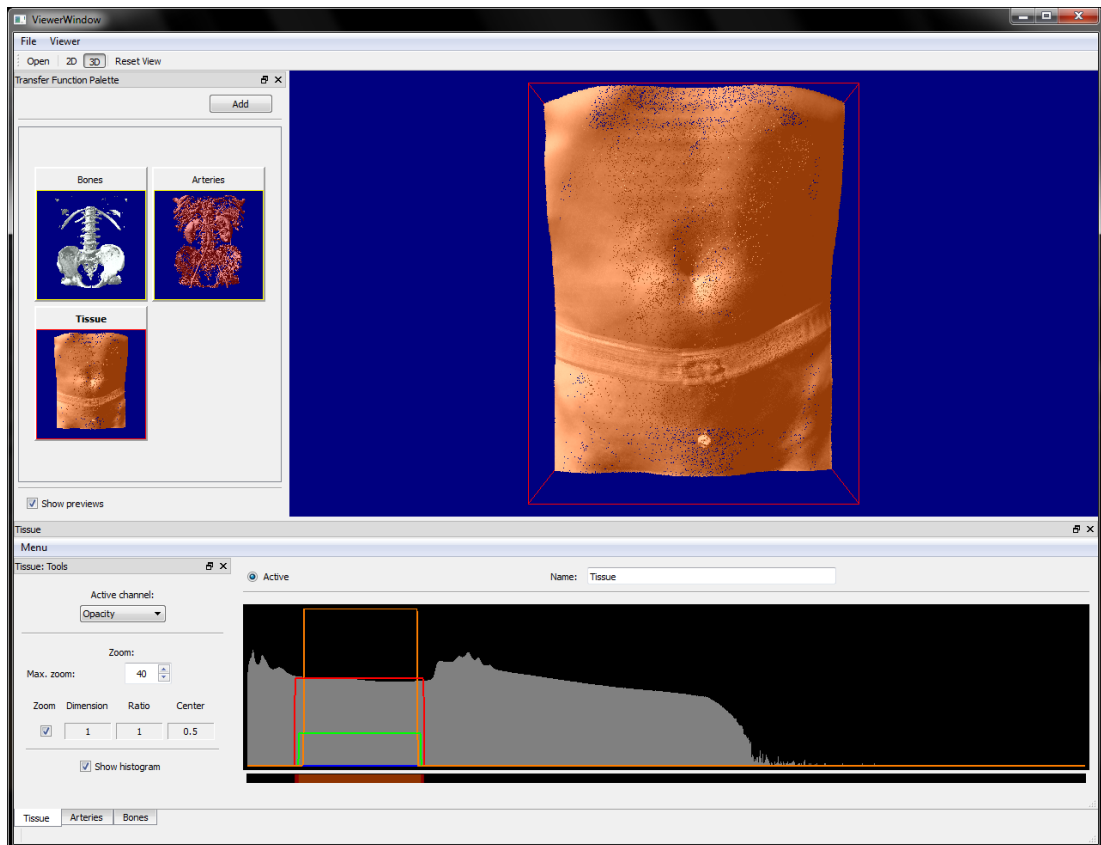 ViewerWindow
File Viewer
Open 2D 3D Reset View
Transfer Function Palette
Add
Bones Arteries
Tissue
Show previews
Tissue
Menu
Tissue: Tools
Active Name: Tissue
Active channel:
Opacity
Zoom:
Max. zoom: 40
Zoom Dimension Ratio Center
1 1 0.5
Show histogram
Tissue Arteries Bones